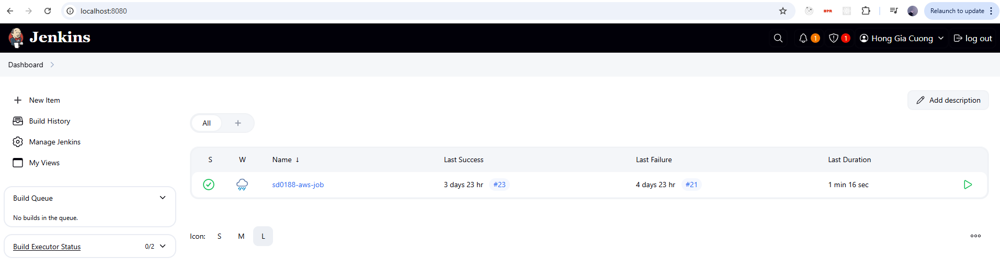 localhost:8080
BPR
Relaunch to update
Jenkins
1
1
Hong Gia Cuong
log out
Dashboard
New Item
Build History
Manage Jenkins
My Views
Add description
All
S W Name ↓ Last Success Last Failure Last Duration
sd0188-aws-job 3 days 23 hr #23 4 days 23 hr #21 1 min 16 sec
Build Queue
No builds in the queue.
Build Executor Status 0/2
Icon: S M L